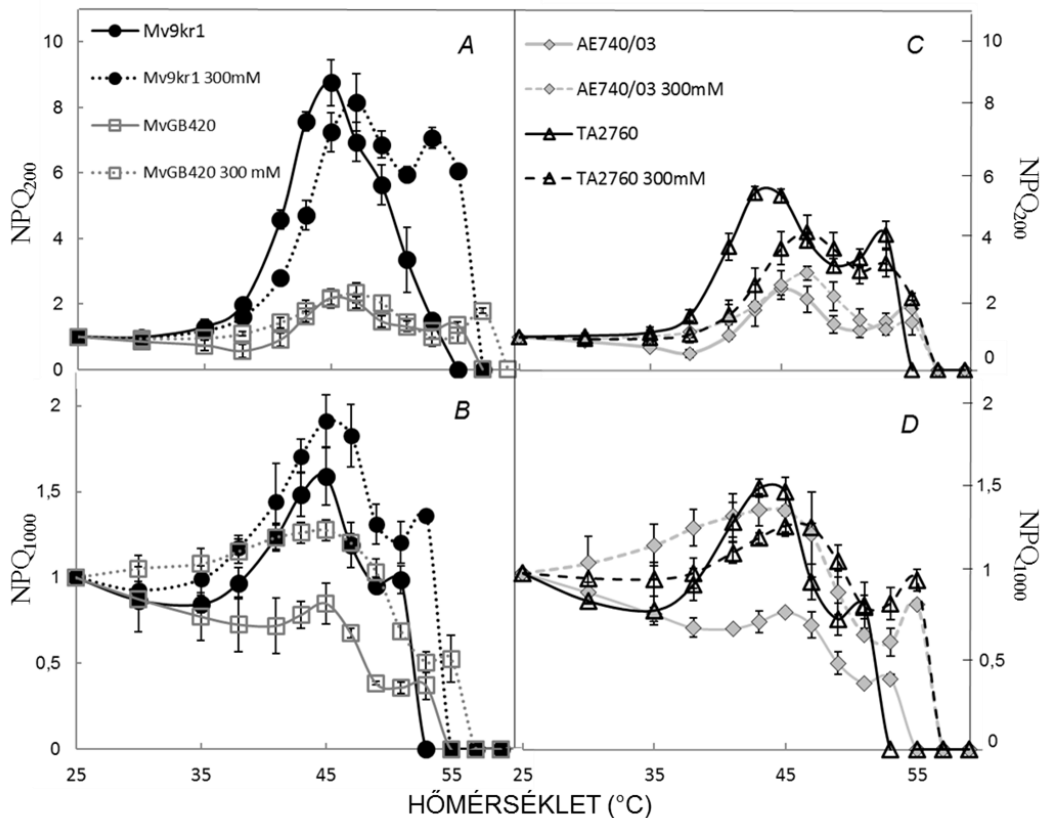 10
8
6
4
2
0
NPQ200
Mv9kr1
Mv9kr1 300mM
MvGB420
MvGB420 300 mM
A
AE740/03
AE740/03 300mM
TA2760
TA2760 300mM
C
10
8
6
4
2
0
NPQ200
2
1,5
1
0,5
0
NPQ1000
B
D
2
1,5
1
0,5
0
NPQ1000
25 35 45 55 25 35 45 55
HŐMÉRSÉKLET (°C)